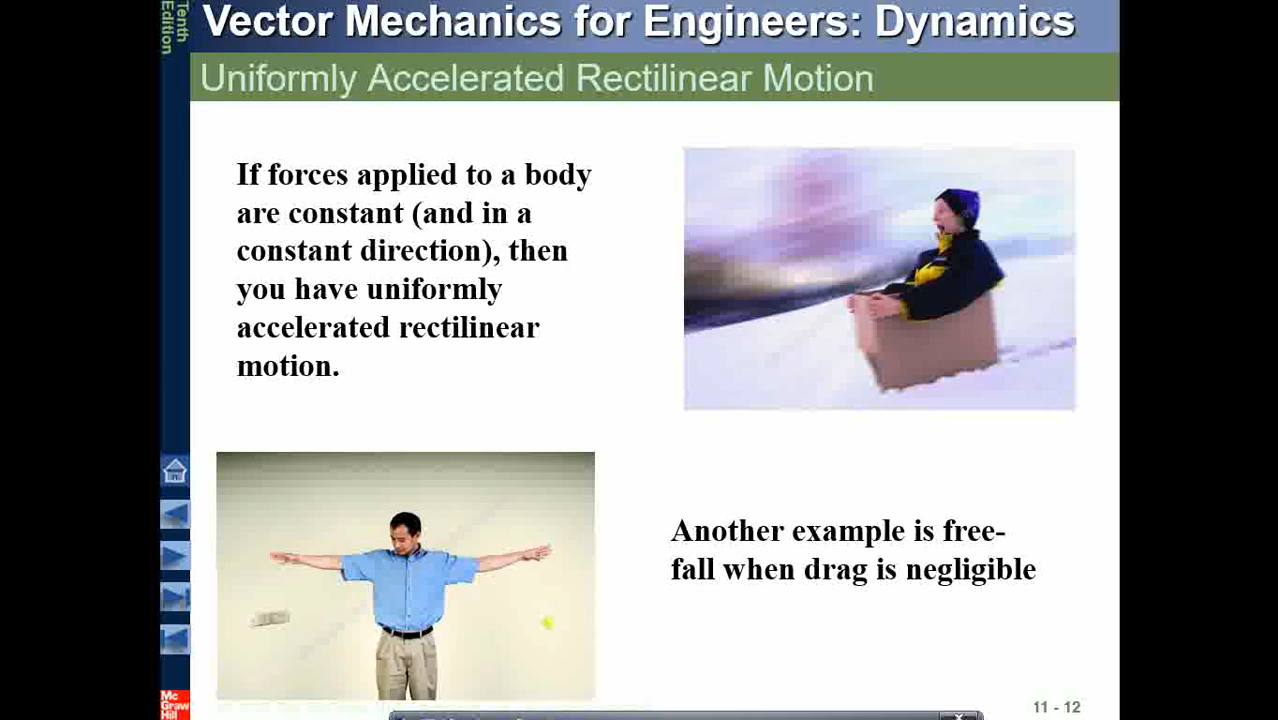 Tenth
Edition
Vector Mechanics for Engineers: Dynamics
Uniformly Accelerated Rectilinear Motion
If forces applied to a body
are constant (and in a
constant direction), then
you have uniformly
accelerated rectilinear
motion.
Another example is free-
fall when drag is negligible
Mc
Graw
Hill
11 - 12